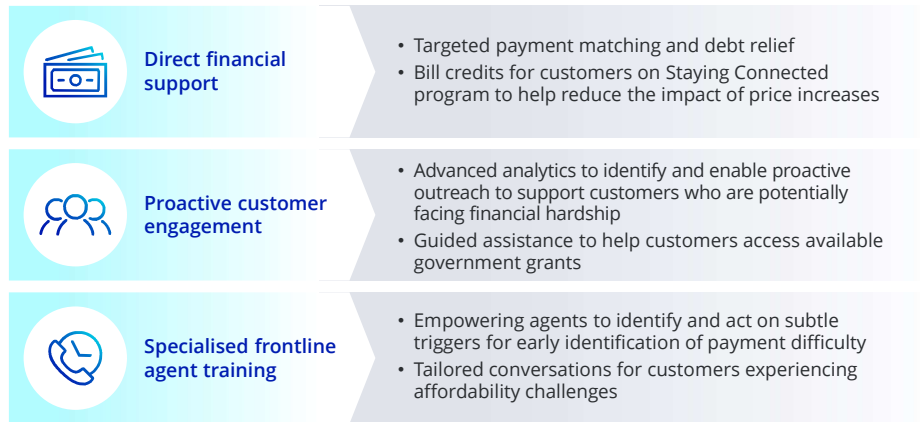 Direct financial
support
• Targeted payment matching and debt relief
• Bill credits for customers on Staying Connected
program to help reduce the impact of price increases
Proactive customer
engagement
• Advanced analytics to identify and enable proactive
outreach to support customers who are potentially
facing financial hardship
• Guided assistance to help customers access available
government grants
Specialised frontline
agent training
• Empowering agents to identify and act on subtle
triggers for early identification of payment difficulty
• Tailored conversations for customers experiencing
affordability challenges